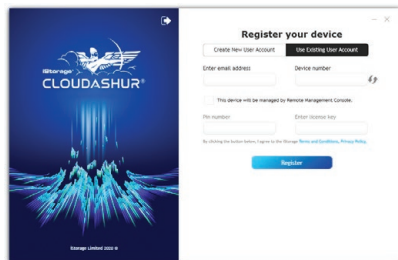 Register your device
Create New User Account
Use Existing User Account
Enter email address
Device number
This device will be managed by Remote Management Console.
Pin number
Enter license key
By clicking the button below, I agree to the iStorage Terms and Conditions, Privacy Policy.
Register
iStorage®
CLOUDASHUR®
iStorage Limited 2020 ®